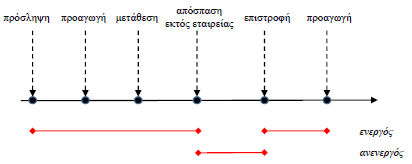 πρόσληψη προαγωγή μετάθεση απόσπαση εκτός εταιρείας επιστροφή προαγωγή
ενεργός
ανενεργός